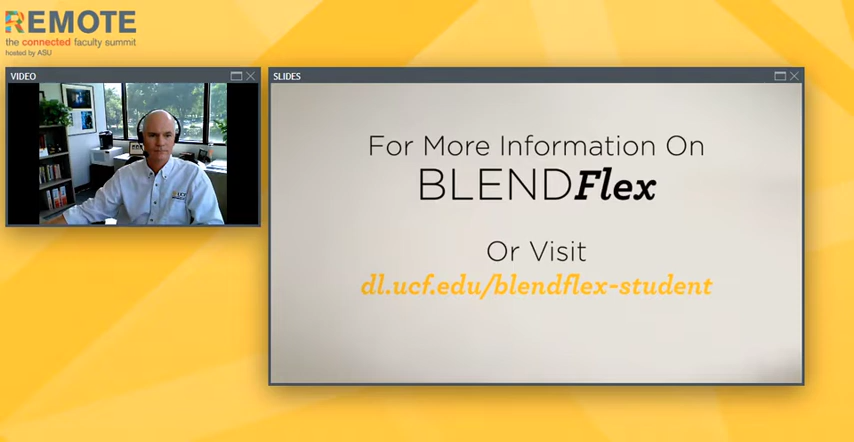 REMOTE
the connected faculty summit
hosted by ASU
VIDEO
SLIDES
For More Information On
BLENDFlex
Or Visit
dl.ucf.edu/blendflex-student